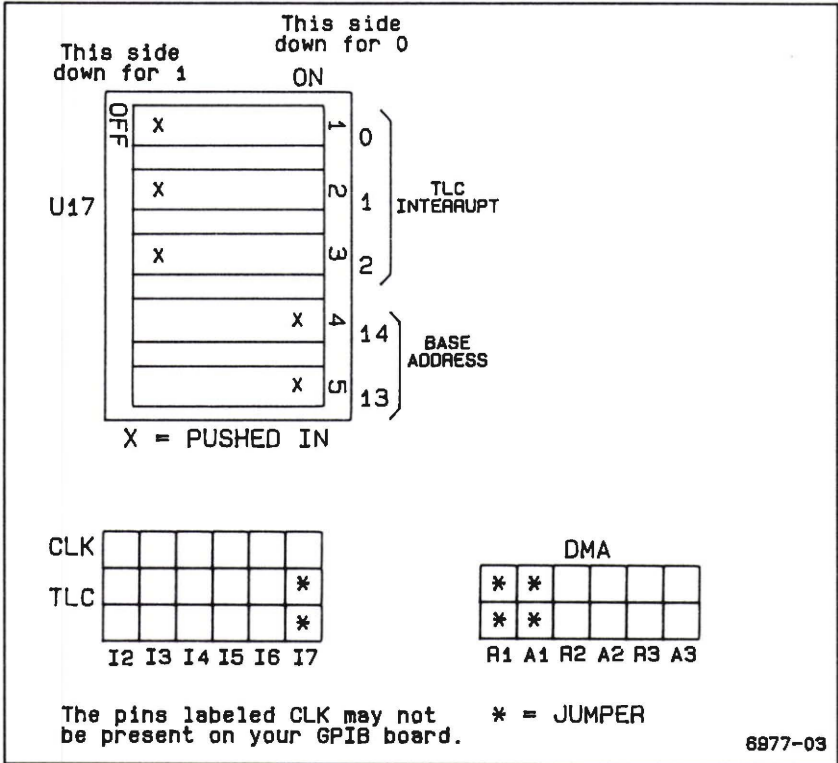 This side
down for 0
This side
down for 1
ON
OFF
X
1
0
X
2
1
TLC
INTERRUPT
U17
X
3
2
X
4
14
BASE
ADDRESS
X
5
13
X = PUSHED IN
CLK
TLC
*
*
I2 I3 I4 I5 I6 I7
DMA
* *
* *
R1 A1 R2 A2 R3 A3
The pins labeled CLK may not
be present on your GPIB board.
* = JUMPER
6977-03